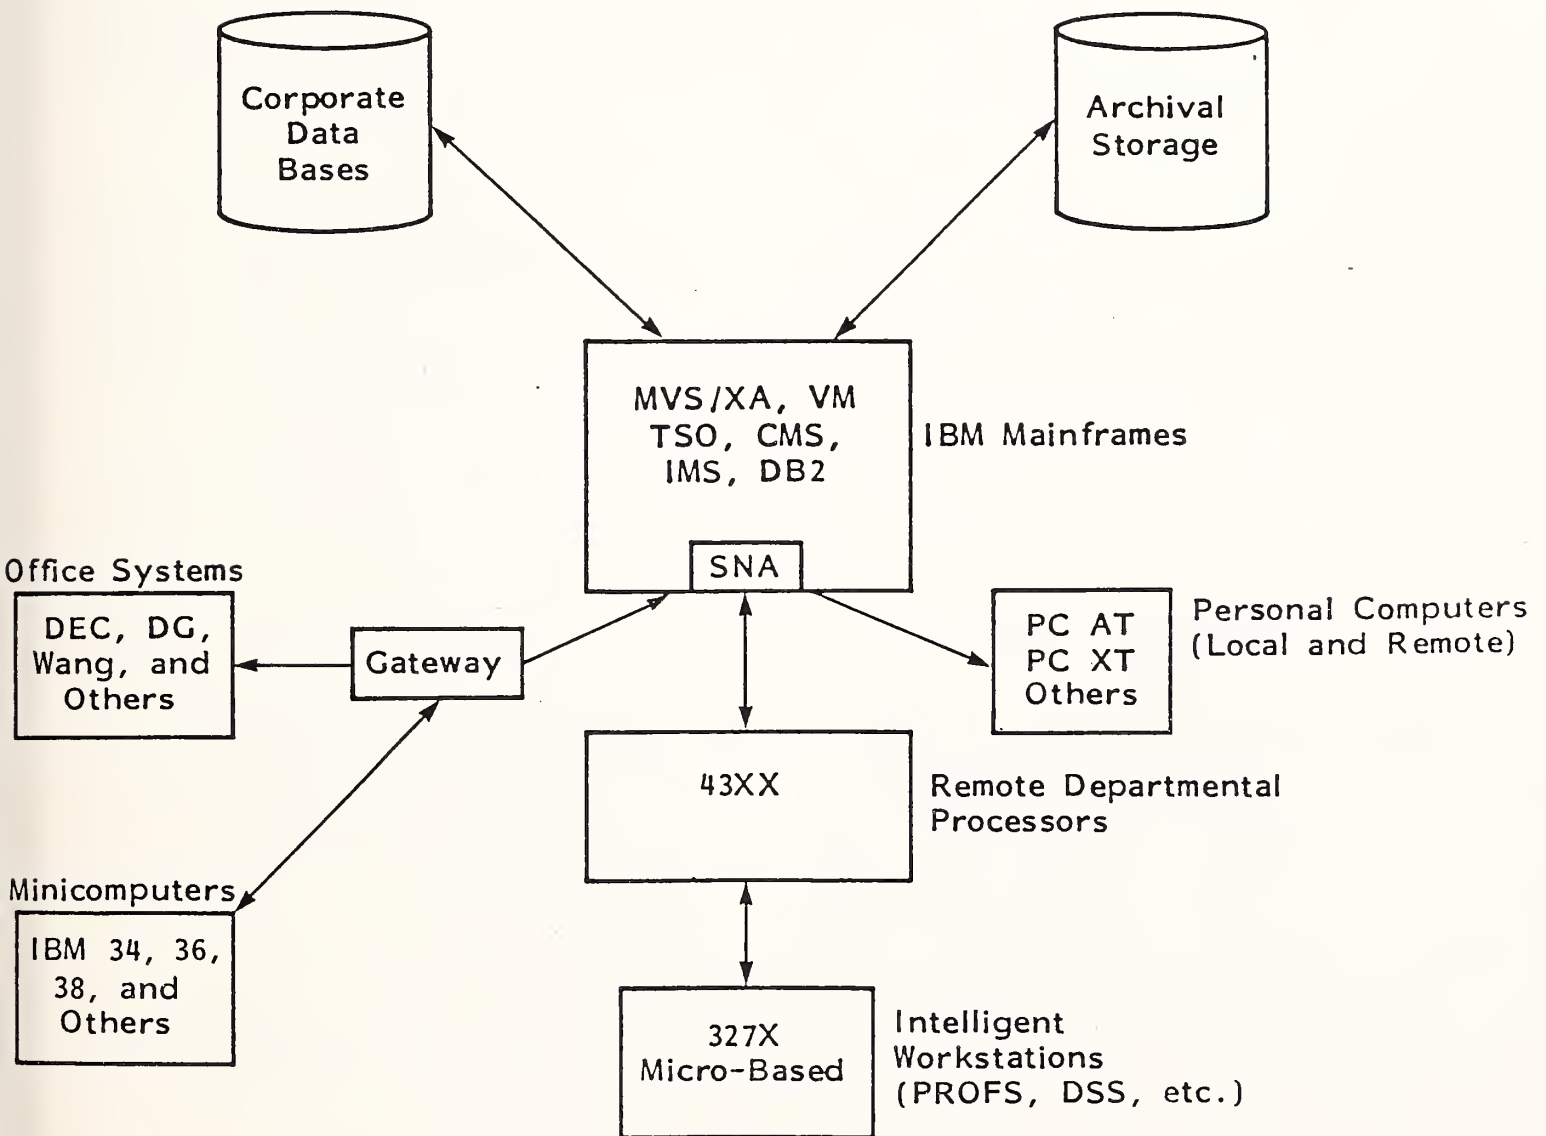 Corporate
Data
Bases
Archival
Storage
MVS/XA, VM
TSO, CMS,
IMS, DB2
IBM Mainframes
SNA
Office Systems
DEC, DG,
Wang, and
Others
Gateway
PC AT
PC XT
Others
Personal Computers
(Local and Remote)
43XX
Remote Departmental
Processors
Minicomputers
IBM 34, 36,
38, and
Others
327X
Micro-Based
Intelligent
Workstations
(PROFS, DSS, etc.)